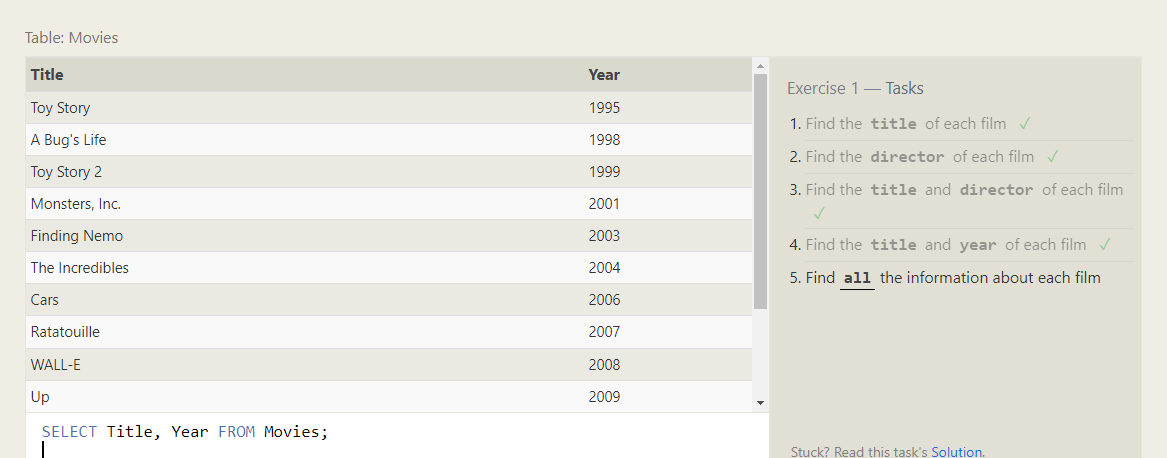 Table: Movies
Title Year
Toy Story 1995
A Bug's Life 1998
Toy Story 2 1999
Monsters, Inc. 2001
Finding Nemo 2003
The Incredibles 2004
Cars 2006
Ratatouille 2007
WALL-E 2008
Up 2009
SELECT Title, Year FROM Movies;
Exercise 1 — Tasks
1. Find the title of each film ✓
2. Find the director of each film ✓
3. Find the title and director of each film
✓
4. Find the title and year of each film ✓
5. Find all the information about each film
Stuck? Read this task's Solution.